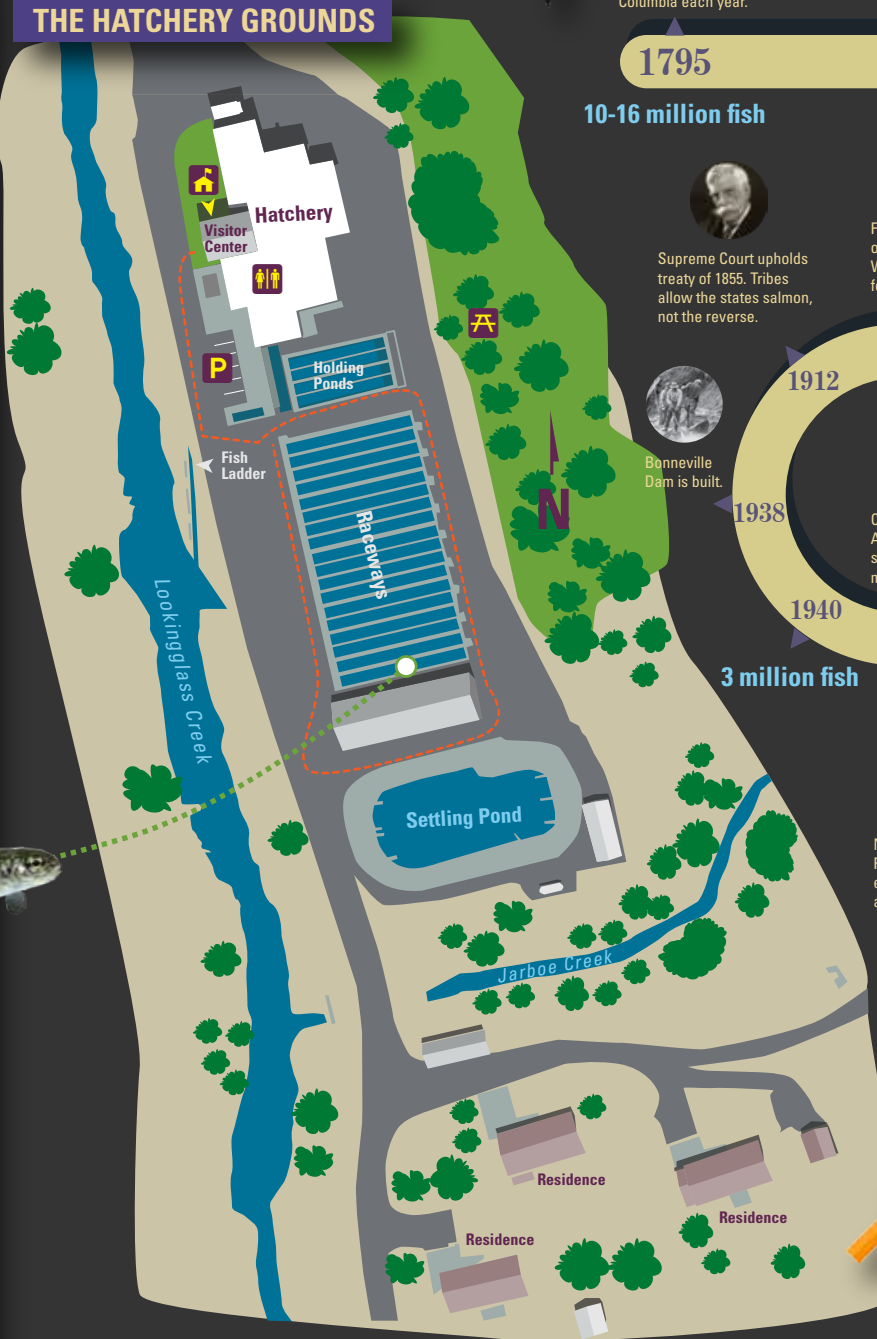 THE HATCHERY GROUNDS
Columbia each year.
1795
10-16 million fish
Supreme Court upholds
treaty of 1855. Tribes
allow the states salmon,
not the reverse.
1912
Bonneville
Dam is built.
1938
1940
3 million fish
Hatchery
Visitor
Center
P
Holding
Ponds
Fish
Ladder
Raceways
N
Lookingglass Creek
Settling Pond
Jarboe Creek
Residence
Residence
Residence